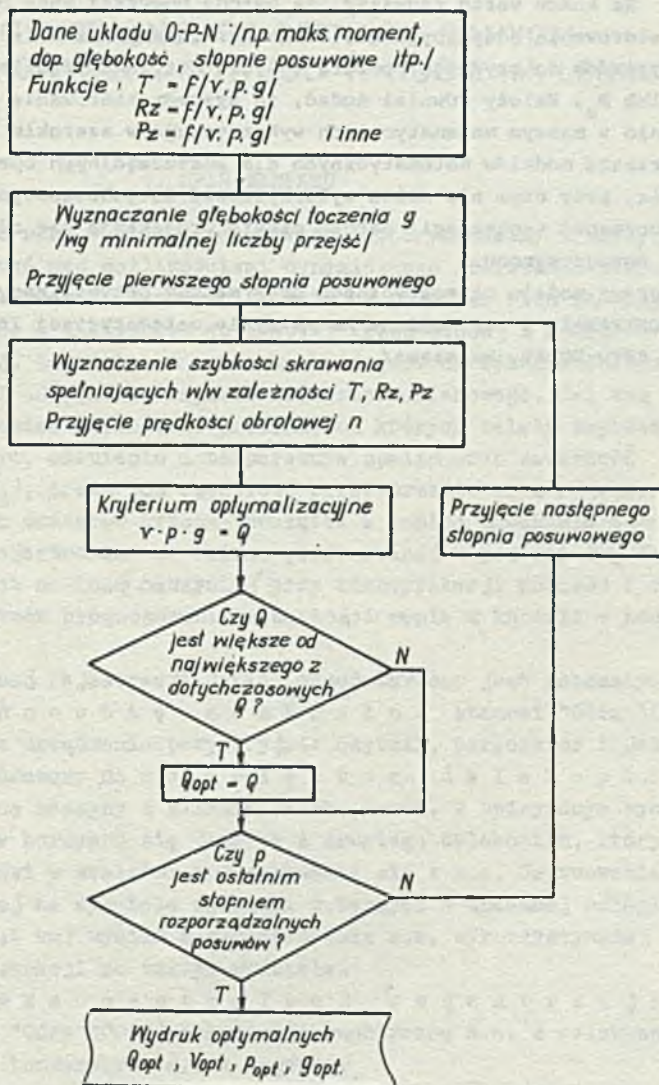 Dane układu O-P-N /np. maks. moment,
dop. głębokość, stopnie posuwowe itp./
Funkcje: T = f/v, p. g/
Rz = f/v, p. g/
Pz = f/v, p. g/ i inne
Wyznaczanie głębokości toczenia g
/wg minimalnej liczby przejść/
Przyjęcie pierwszego stopnia posuwowego
Wyznaczenie szybkości skrawania
spełniających w/w zależności T, Rz, Pz
Przyjęcie prędkości obrotowej n
Kryterium optymalizacyjne
v · p · g = Q
Przyjęcie następnego
stopnia posuwowego
Czy Q
jest większe od
największego z
dotychczasowych
Q ?
N
T
Qopt = Q
Czy p
jest ostatnim
stopniem
rozporządzalnych
posuwów ?
N
T
Wydruk optymalnych
Qopt , Vopt , Popt , gopt.